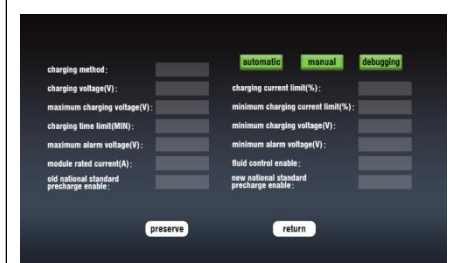 automatic manual debugging
charging method:
charging voltage(V): charging current limit(%):
maximum charging voltage(V): minimum charging current limit(%):
charging time limit(MIN): minimum charging voltage(V):
maximum alarm voltage(V): minimum alarm voltage(V):
module rated current(A): fluid control enable:
old national standard new national standard
precharge enable: precharge enable:
preserve return